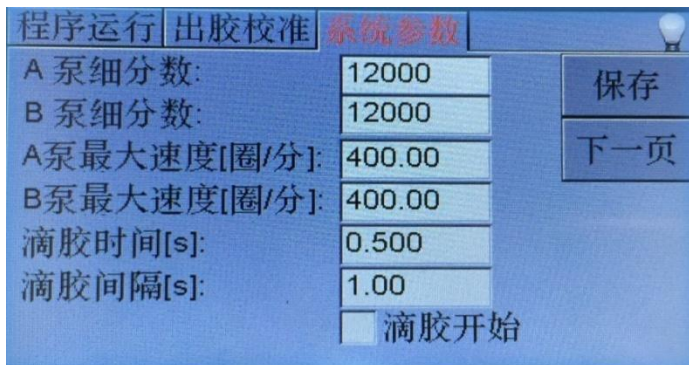 程序运行 出胶校准 系统参数
A 泵细分数: 12000 保存
B 泵细分数: 12000
A泵最大速度[圈/分]: 400.00 下一页
B泵最大速度[圈/分]: 400.00
滴胶时间[s]: 0.500
滴胶间隔[s]: 1.00
滴胶开始